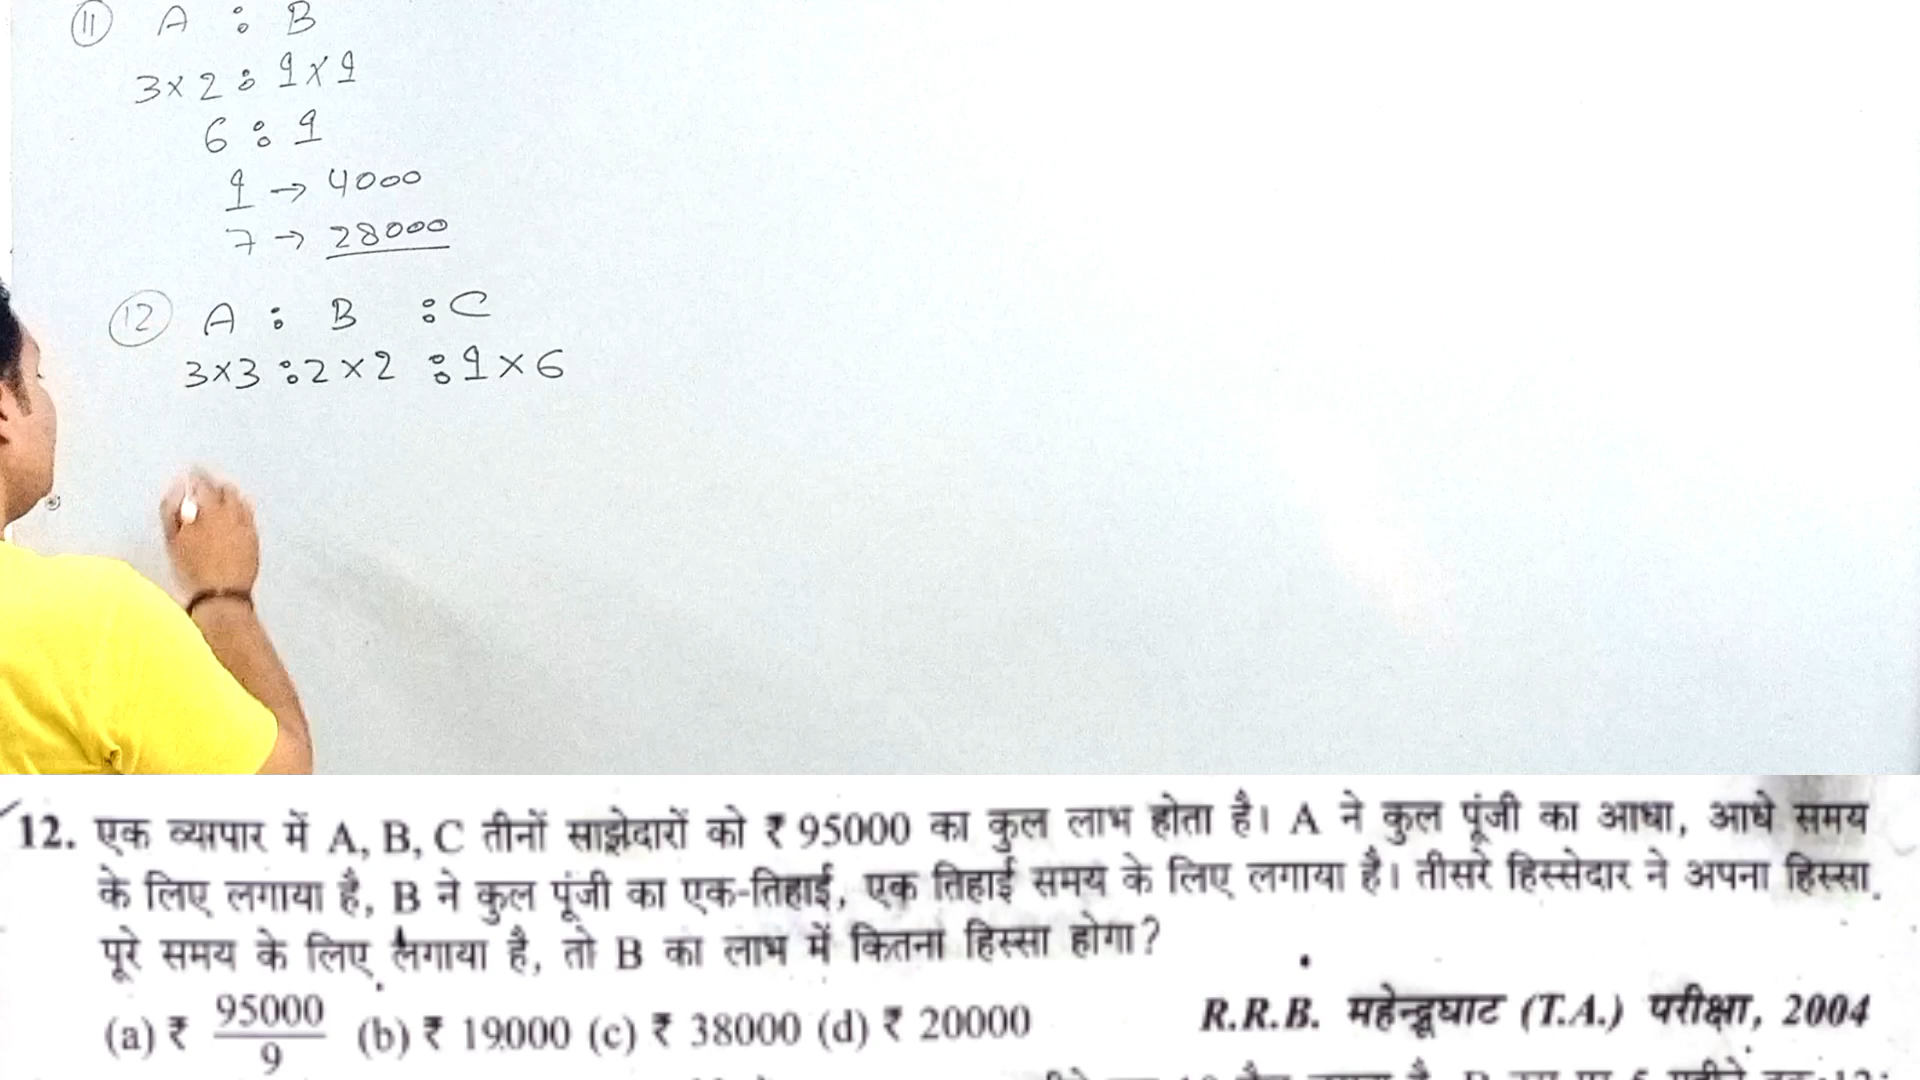 11 A : B
3×2 : 1×1
6 : 1
1 → 4000
7 → 28000
12 A : B : C
3×3 : 2×2 : 1×6
12. एक व्यापार में A, B, C तीनों साझेदारों को ₹ 95000 का कुल लाभ होता है। A ने कुल पूंजी का आधा, आधे समय
के लिए लगाया है, B ने कुल पूंजी का एक-तिहाई, एक तिहाई समय के लिए लगाया है। तीसरे हिस्सेदार ने अपना हिस्सा
पूरे समय के लिए लगाया है, तो B का लाभ में कितना हिस्सा होगा?
(a) ₹ 95000/9 (b) ₹ 19000 (c) ₹ 38000 (d) ₹ 20000
R.R.B. महेन्द्रूघाट (T.A.) परीक्षा, 2004